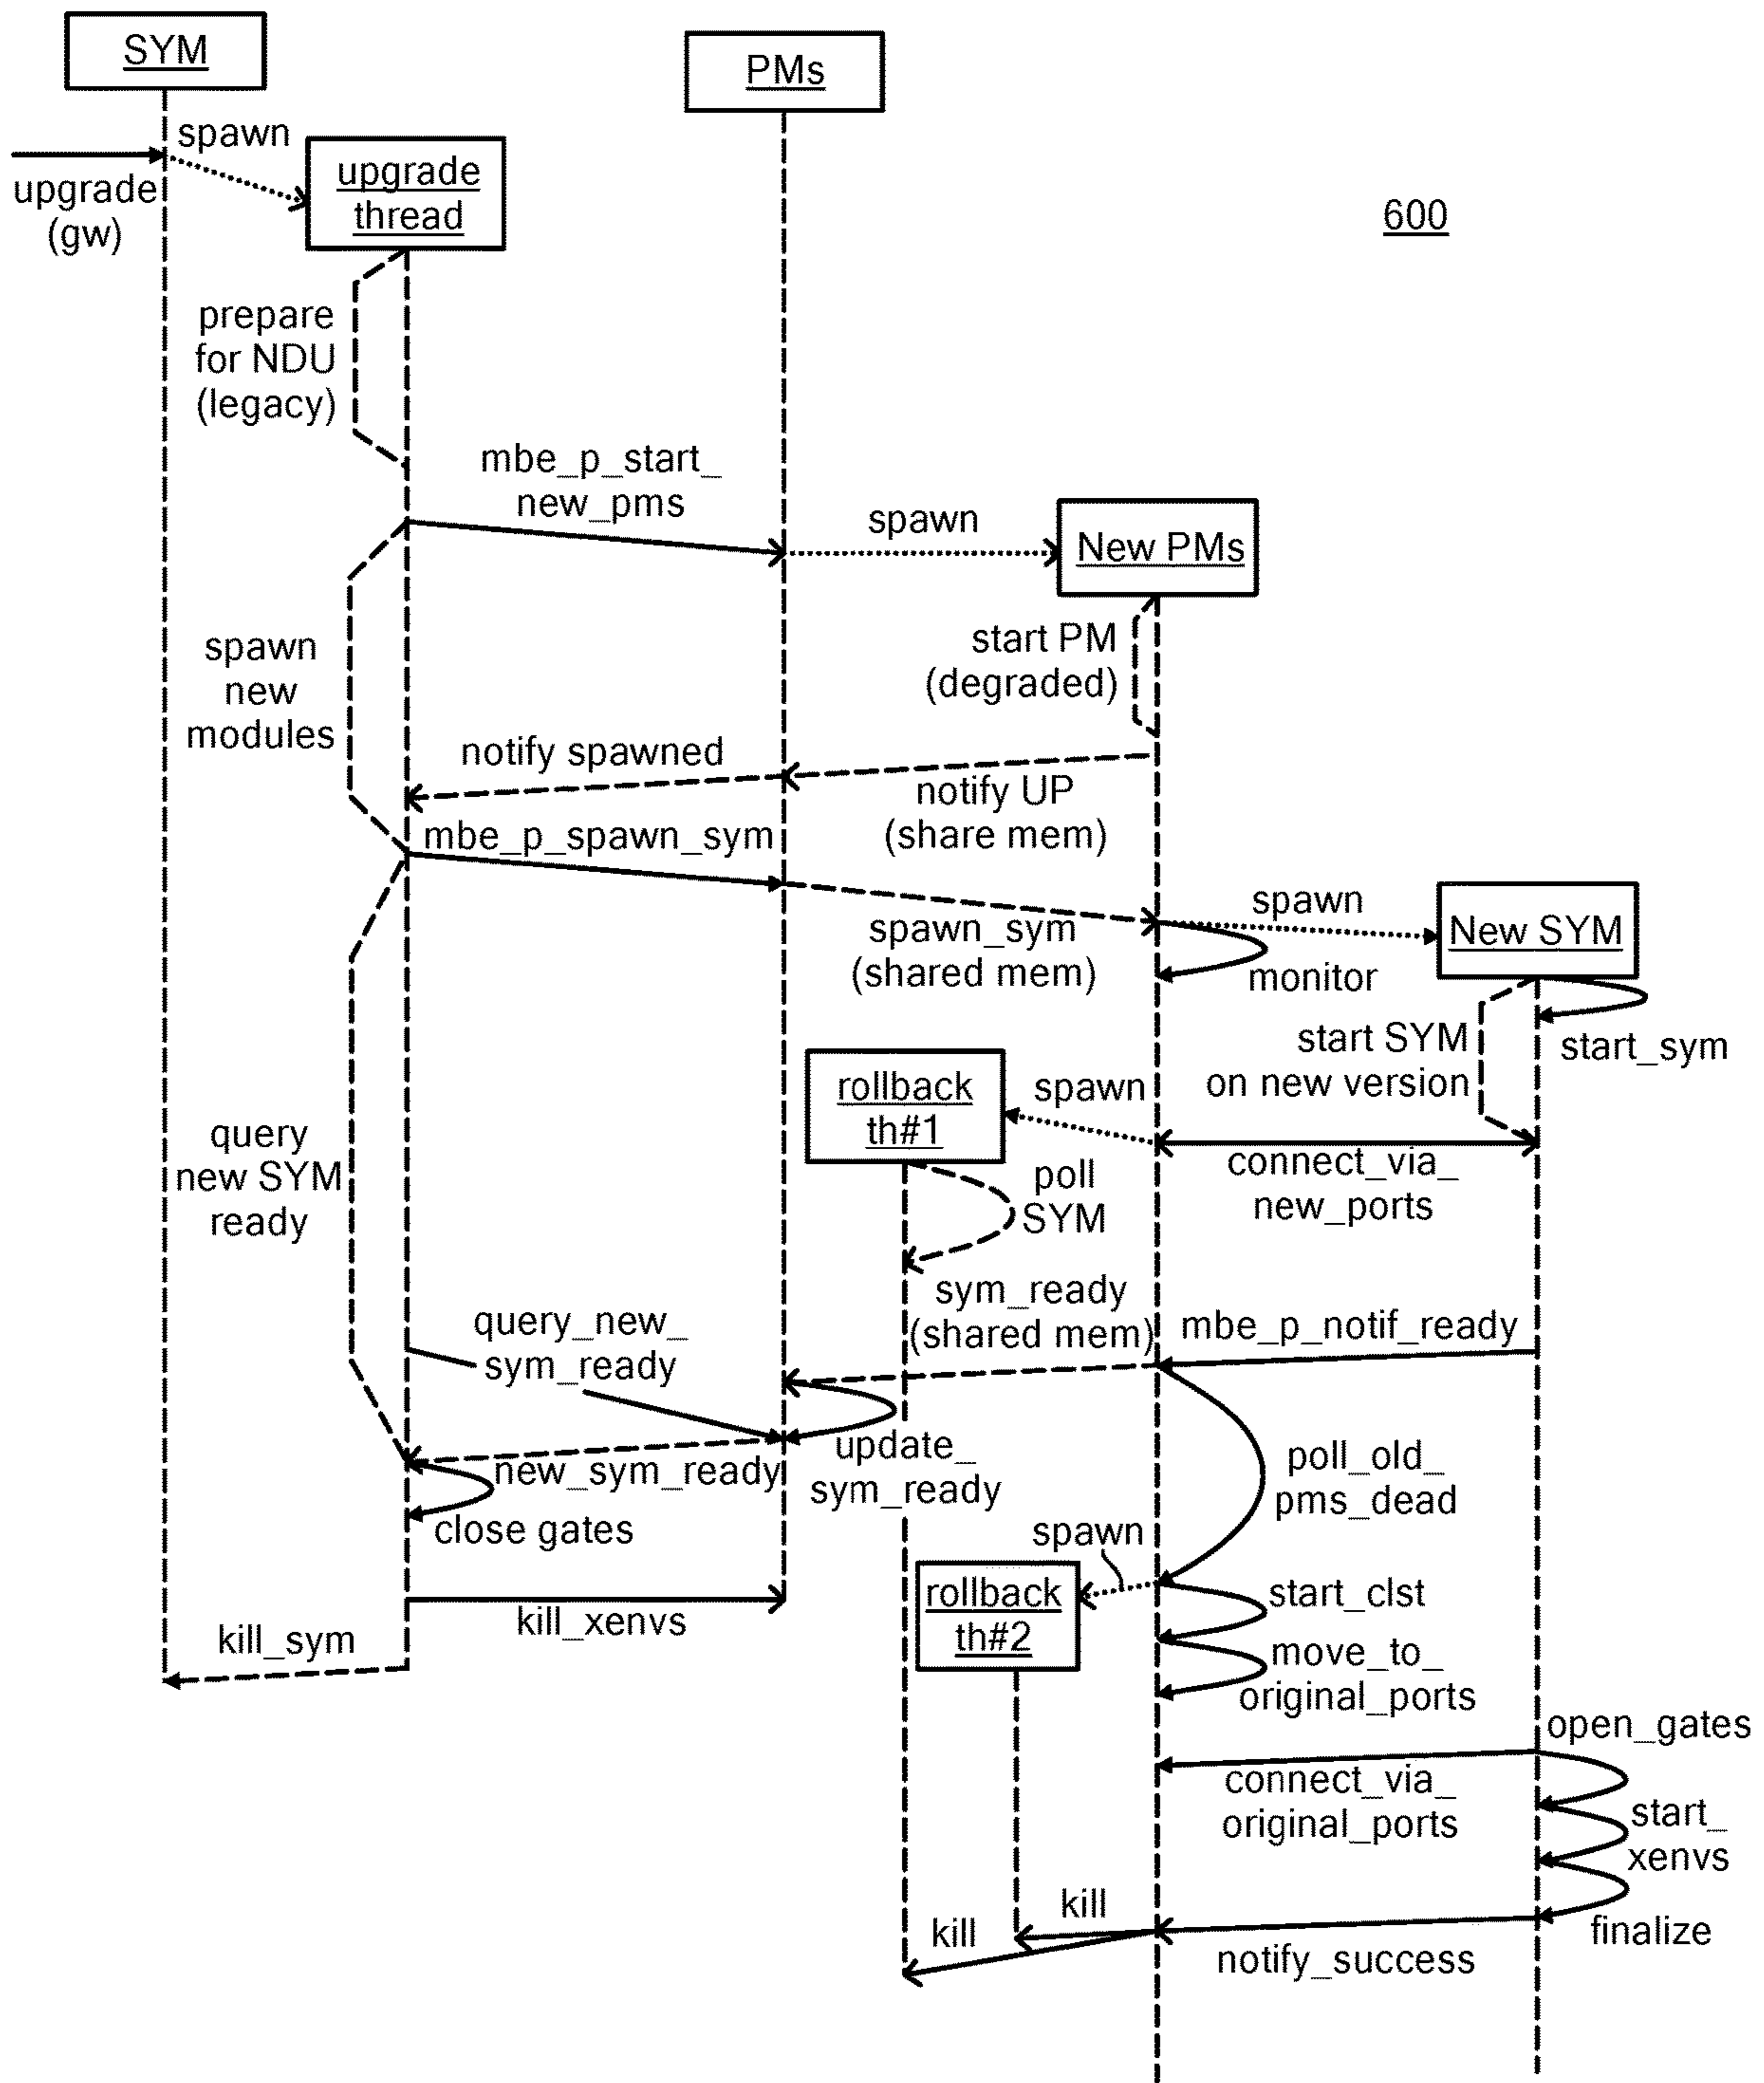 SYM
PMs
spawn
upgrade
thread
upgrade
(gw)
600
prepare
for NDU
(legacy)
mbe_p_start_
new_pms
spawn
New PMs
start PM
(degraded)
spawn
new
modules
notify spawned
notify UP
(share mem)
mbe_p_spawn_sym
spawn
New SYM
spawn_sym
(shared mem)
monitor
start SYM
on new version
start_sym
rollback
th#1
spawn
query
new SYM
ready
poll
SYM
connect_via_
new_ports
sym_ready
(shared mem)
mbe_p_notif_ready
query_new_
sym_ready
update_
sym_ready
new_sym_ready
poll_old_
pms_dead
close gates
spawn
rollback
th#2
start_clst
kill_xenvs
kill_sym
move_to_
original_ports
open_gates
connect_via_
original_ports
start_
xenvs
kill
kill
finalize
notify_success